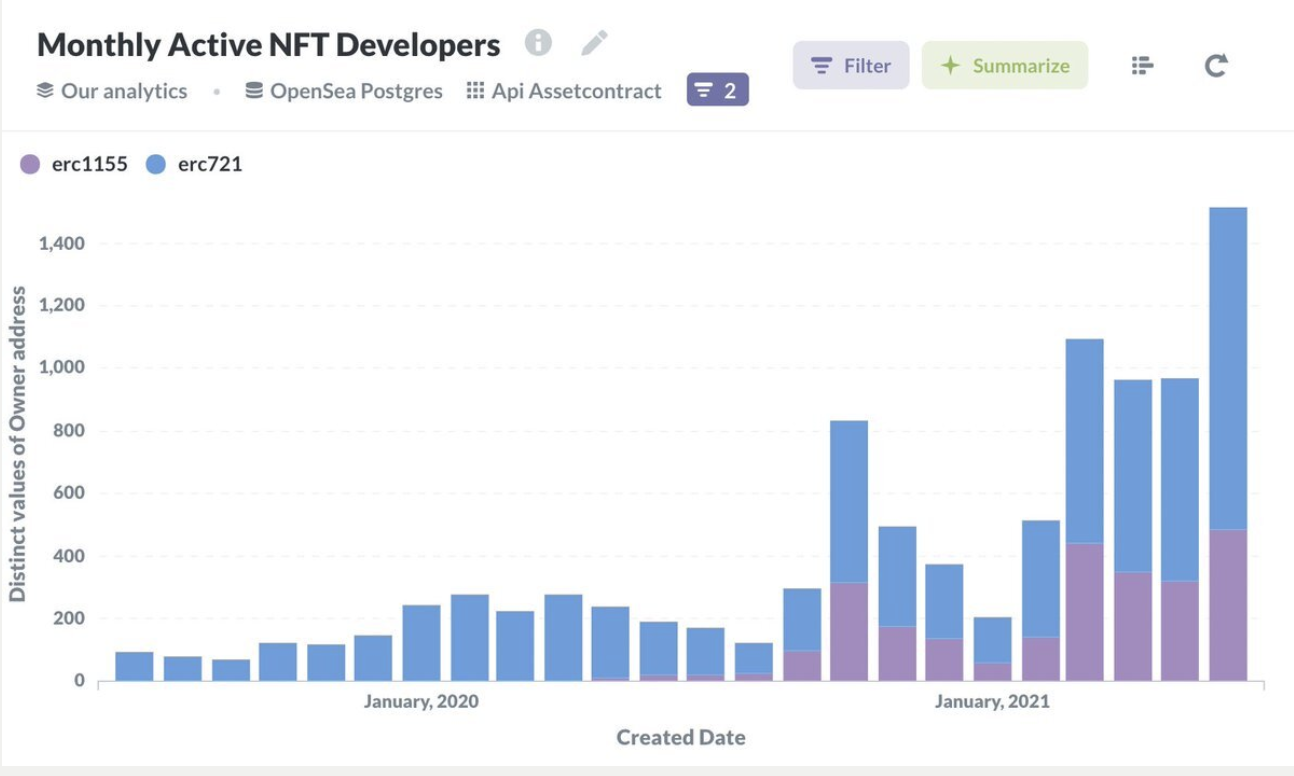 Monthly Active NFT Developers
Our analytics • OpenSea Postgres Api Assetcontract 2
Filter
Summarize
erc1155 erc721
Distinct values of Owner address
1,400
1,200
1,000
800
600
400
200
0
January, 2020
January, 2021
Created Date